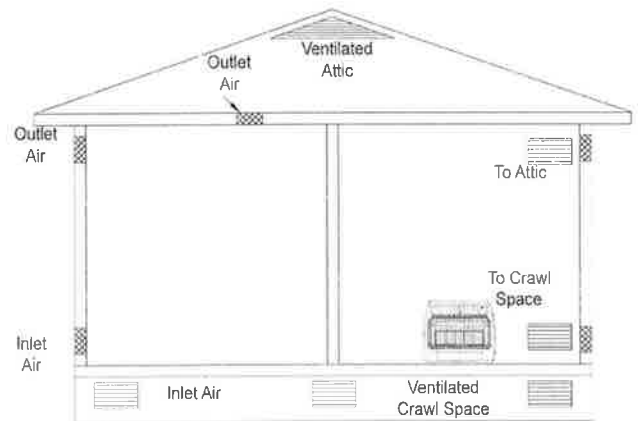 Ventilated
Attic
Outlet
Air
Outlet
Air
To Attic
To Crawl
Space
Inlet
Air
Inlet Air
Ventilated
Crawl Space